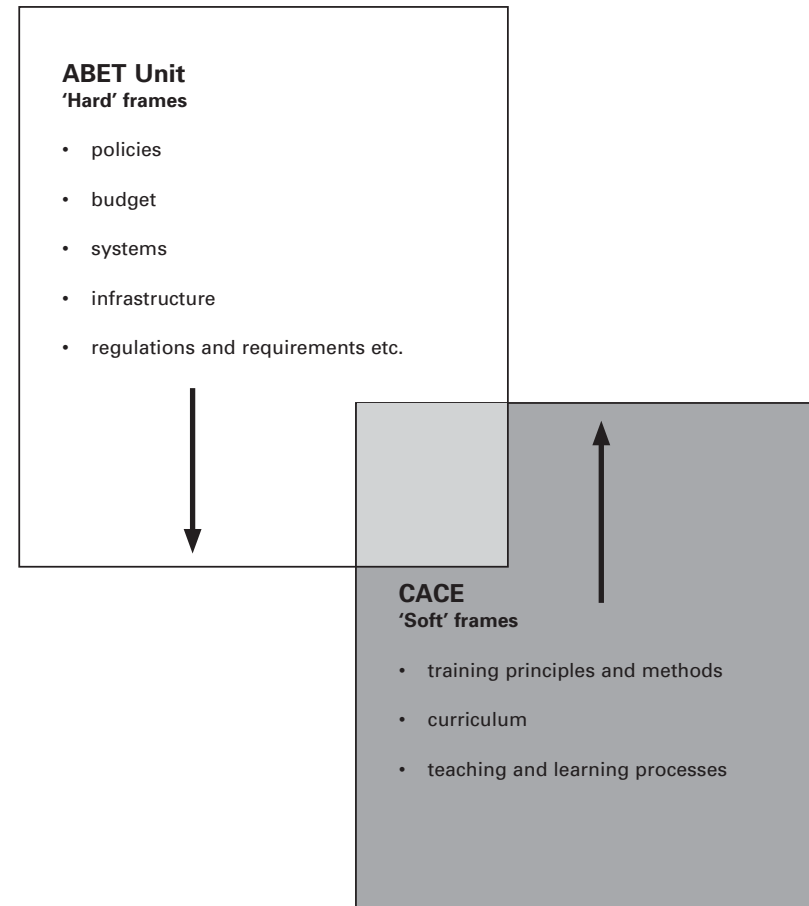 ABET Unit
‘Hard’ frames
• policies
• budget
• systems
• infrastructure
• regulations and requirements etc.
CACE
‘Soft’ frames
• training principles and methods
• curriculum
• teaching and learning processes